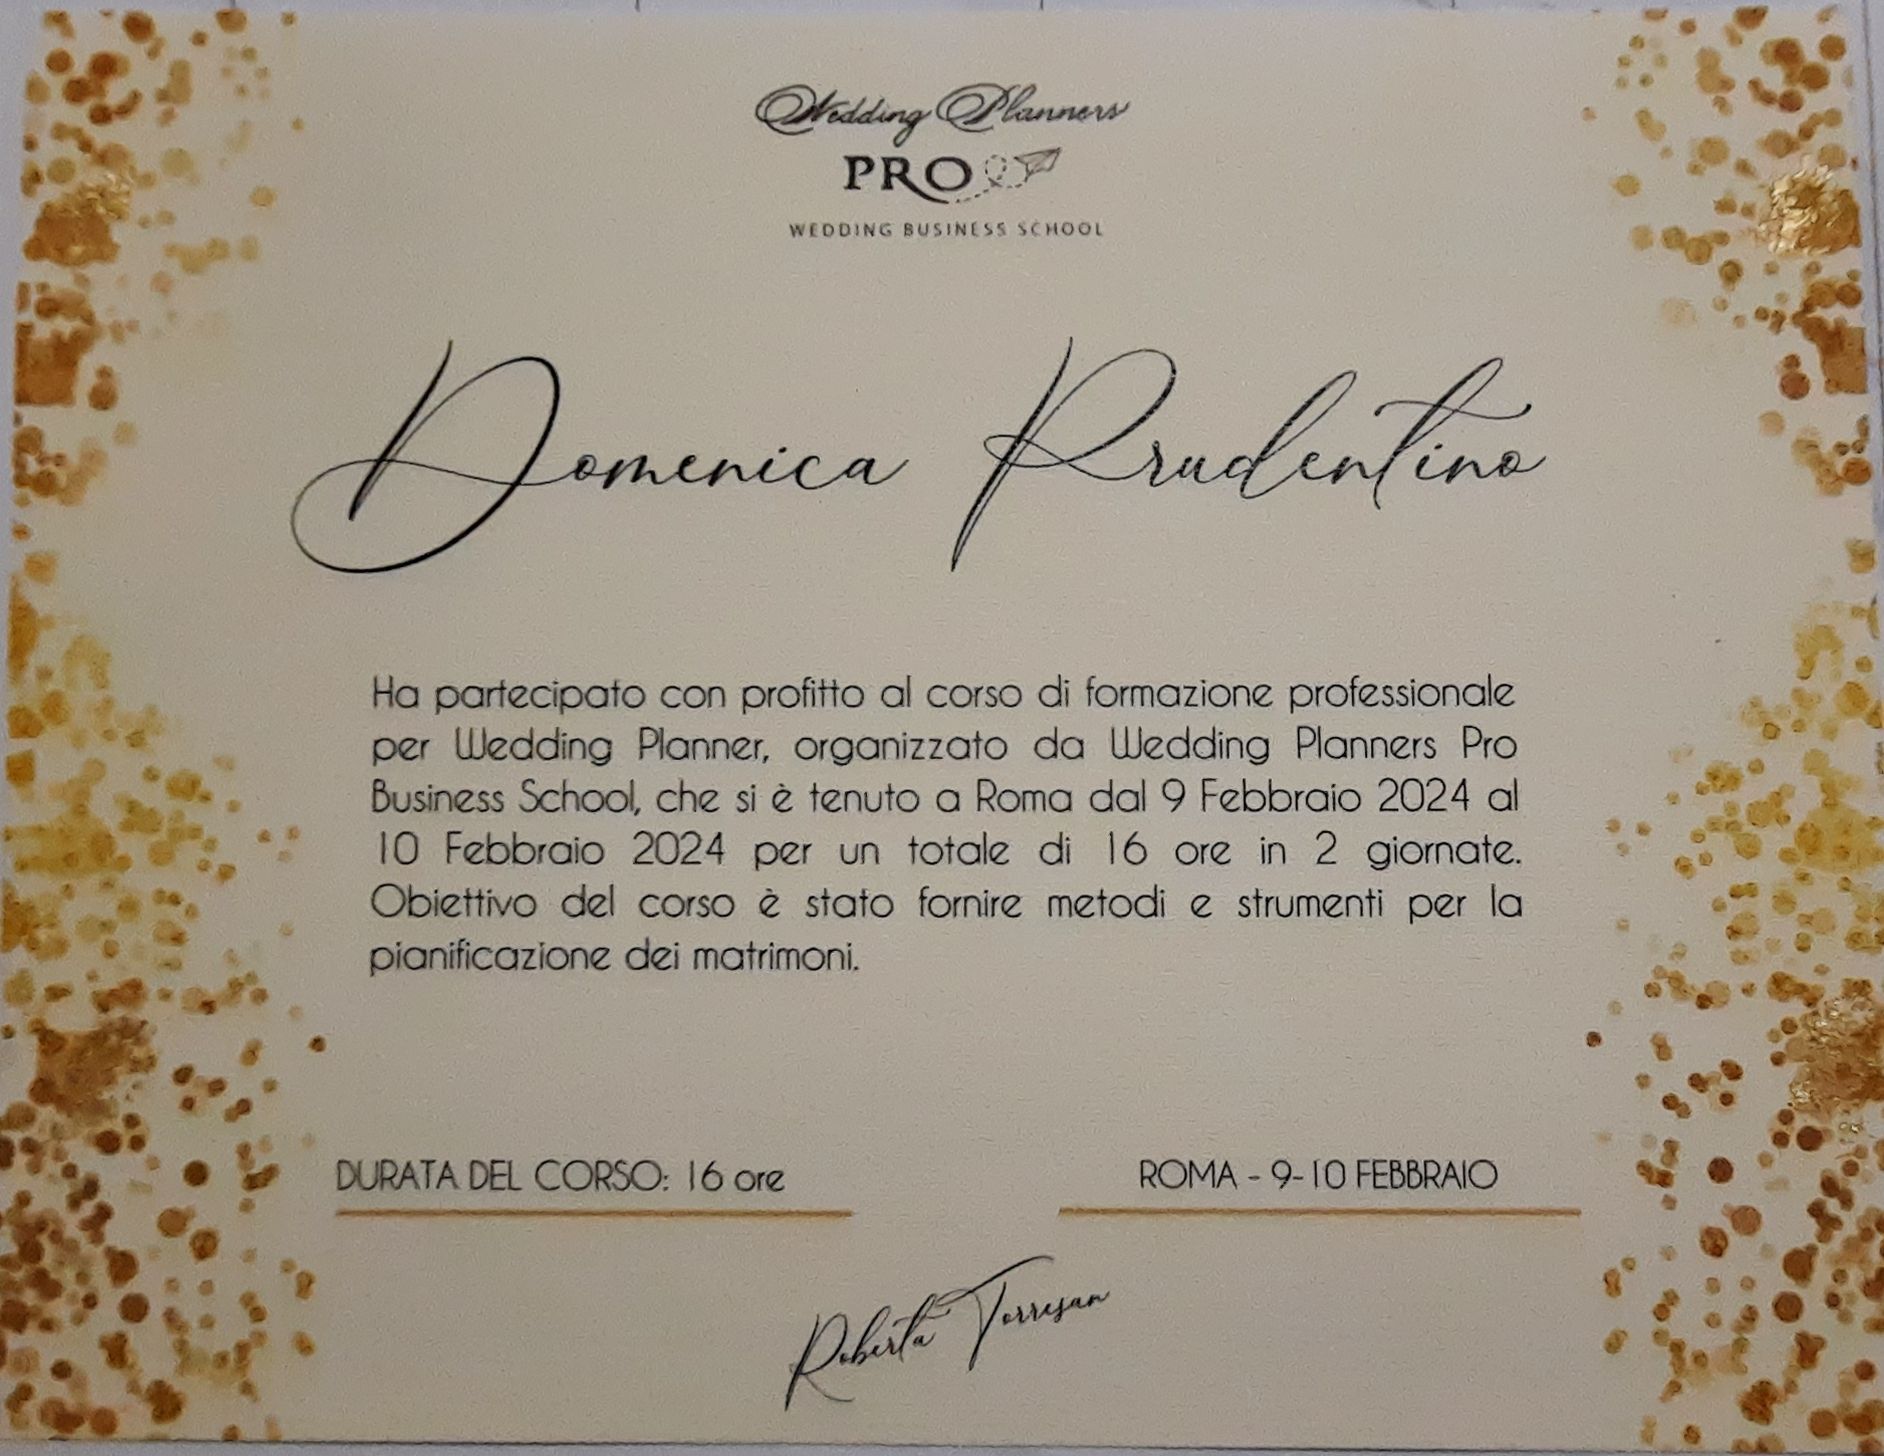 Wedding Planners
PRO
WEDDING BUSINESS SCHOOL
Domenica Prudentino
Ha partecipato con profitto al corso di formazione professionale
per Wedding Planner, organizzato da Wedding Planners Pro
Business School, che si è tenuto a Roma dal 9 Febbraio 2024 al
10 Febbraio 2024 per un totale di 16 ore in 2 giornate.
Obiettivo del corso è stato fornire metodi e strumenti per la
pianificazione dei matrimoni.
DURATA DEL CORSO: 16 ore
ROMA - 9-10 FEBBRAIO
Roberta Torresan